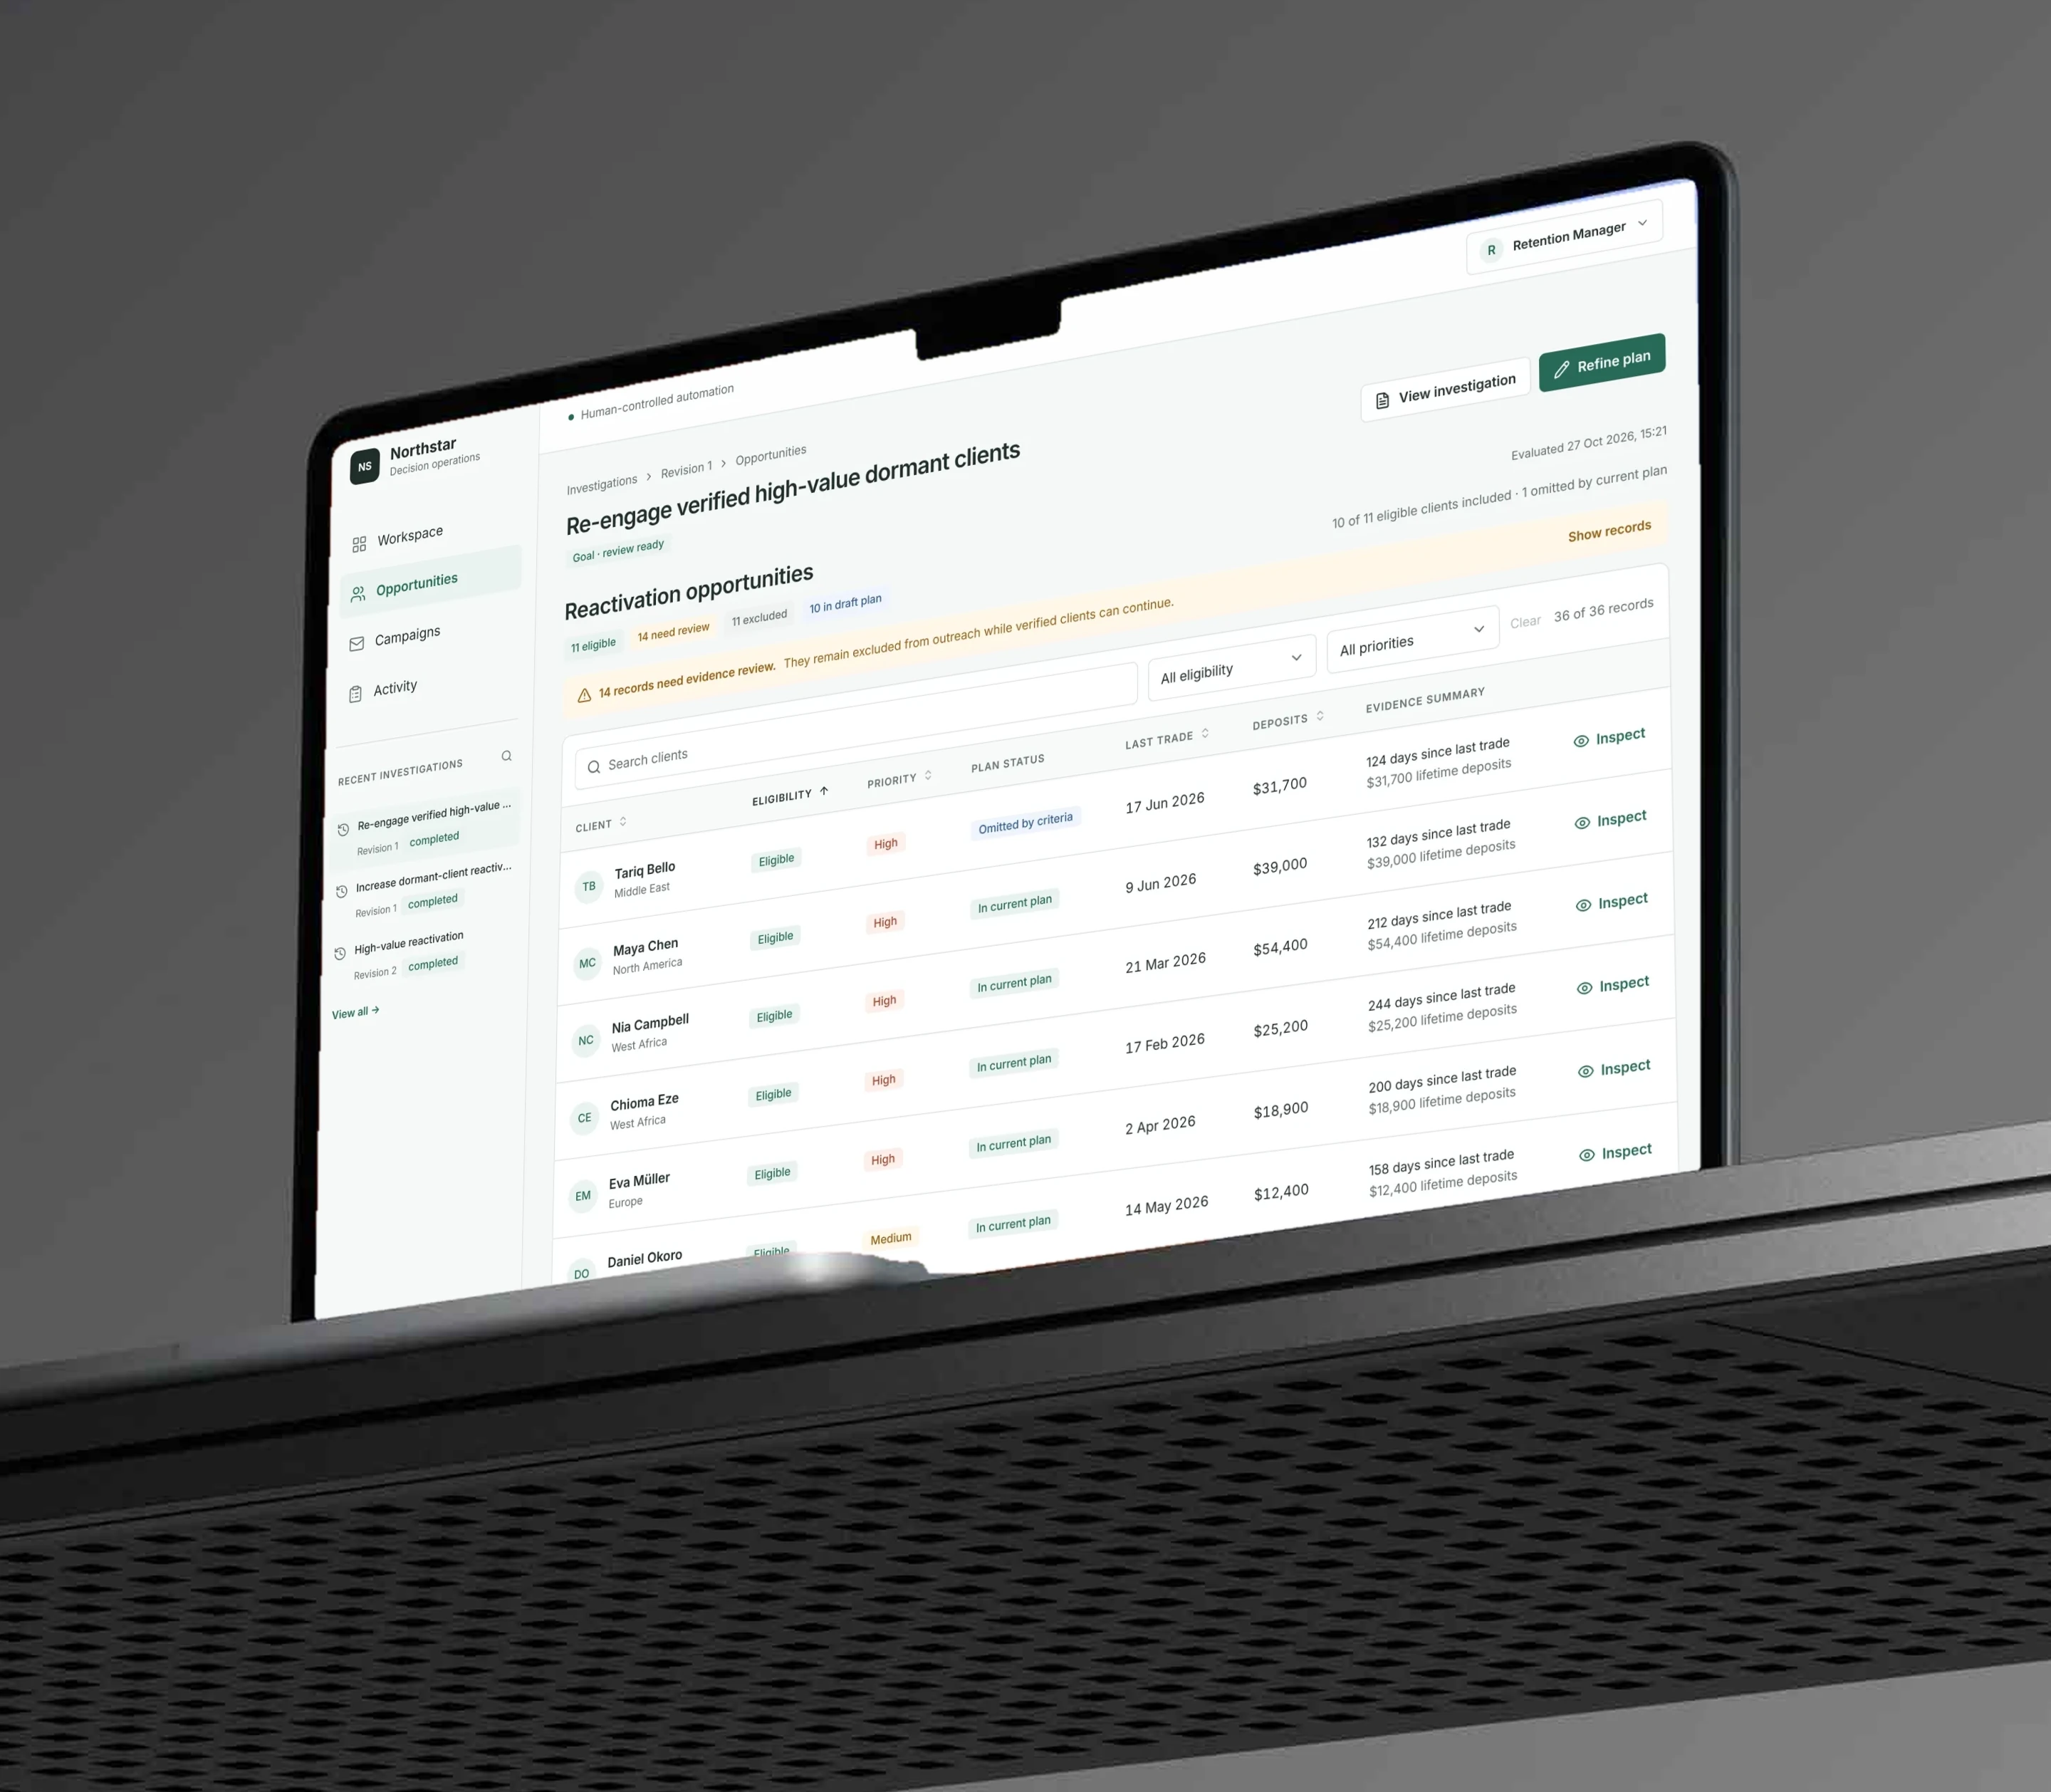 R Retention Manager
Human-controlled automation
NS Northstar
Decision operations
Workspace
Opportunities
Campaigns
Activity
RECENT INVESTIGATIONS
Re-engage verified high-value ...
Revision 1 completed
Increase dormant-client reactiv...
Revision 1 completed
High-value reactivation
Revision 2 completed
View all →
Investigations > Revision 1 > Opportunities
Re-engage verified high-value dormant clients
Goal · review ready
View investigation
Refine plan
Evaluated 27 Oct 2026, 15:21
Reactivation opportunities
10 of 11 eligible clients included · 1 omitted by current plan
11 eligible 14 need review 11 excluded 10 in draft plan
14 records need evidence review. They remain excluded from outreach while verified clients can continue. Show records
Search clients All eligibility All priorities Clear 36 of 36 records
CLIENT ELIGIBILITY ↑ PRIORITY PLAN STATUS LAST TRADE DEPOSITS EVIDENCE SUMMARY
TB Tariq Bello Eligible High Omitted by criteria 17 Jun 2026 $31,700 124 days since last trade Inspect
Middle East $31,700 lifetime deposits
MC Maya Chen Eligible High In current plan 9 Jun 2026 $39,000 132 days since last trade Inspect
North America $39,000 lifetime deposits
NC Nia Campbell Eligible High In current plan 21 Mar 2026 $54,400 212 days since last trade Inspect
West Africa $54,400 lifetime deposits
CE Chioma Eze Eligible High In current plan 17 Feb 2026 $25,200 244 days since last trade Inspect
West Africa $25,200 lifetime deposits
EM Eva Müller Eligible High In current plan 2 Apr 2026 $18,900 200 days since last trade Inspect
Europe $18,900 lifetime deposits
DO Daniel Okoro Eligible Medium In current plan 14 May 2026 $12,400 158 days since last trade Inspect
$12,400 lifetime deposits